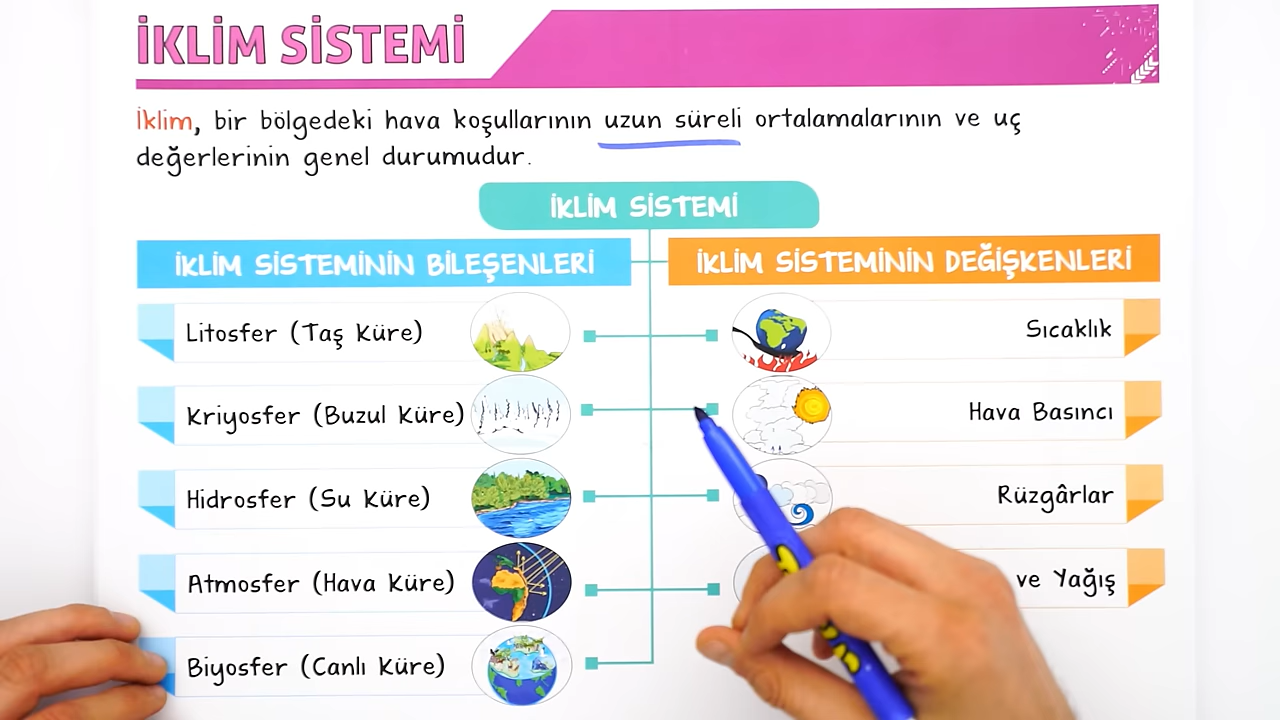 İKLİM SİSTEMİ
İklim, bir bölgedeki hava koşullarının uzun süreli ortalamalarının ve uç
değerlerinin genel durumudur.
İKLİM SİSTEMİ
İKLİM SİSTEMİNİN BİLEŞENLERİ
Litosfer (Taş Küre)
Kriyosfer (Buzul Küre)
Hidrosfer (Su Küre)
Atmosfer (Hava Küre)
Biyosfer (Canlı Küre)
İKLİM SİSTEMİNİN DEĞİŞKENLERİ
Sıcaklık
Hava Basıncı
Rüzgârlar
ve Yağış